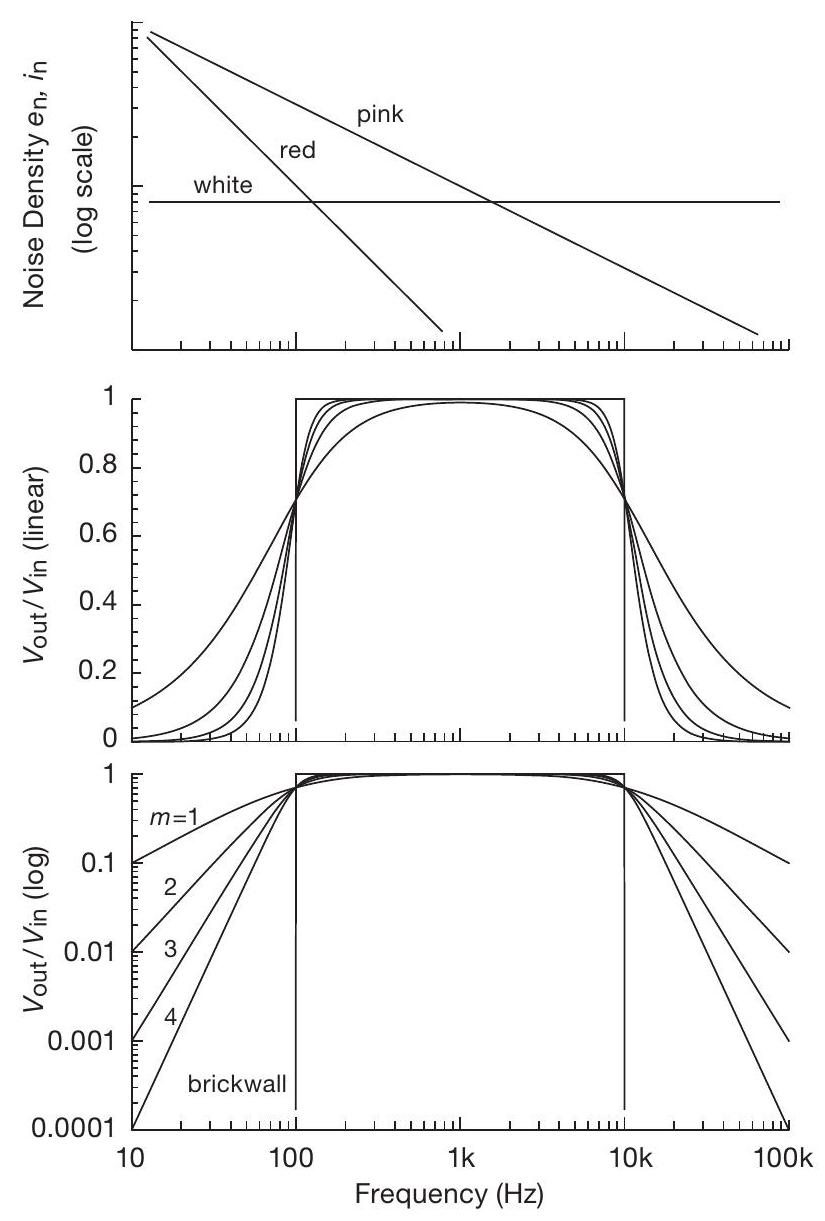 Noise Density en, in
(log scale)
pink
red
white
Vout/Vin (linear)
1
0.8
0.6
0.4
0.2
0
Vout/Vin (log)
1
0.1
0.01
0.001
0.0001
m=1
2
3
4
brickwall
10 100 1k 10k 100k
Frequency (Hz)